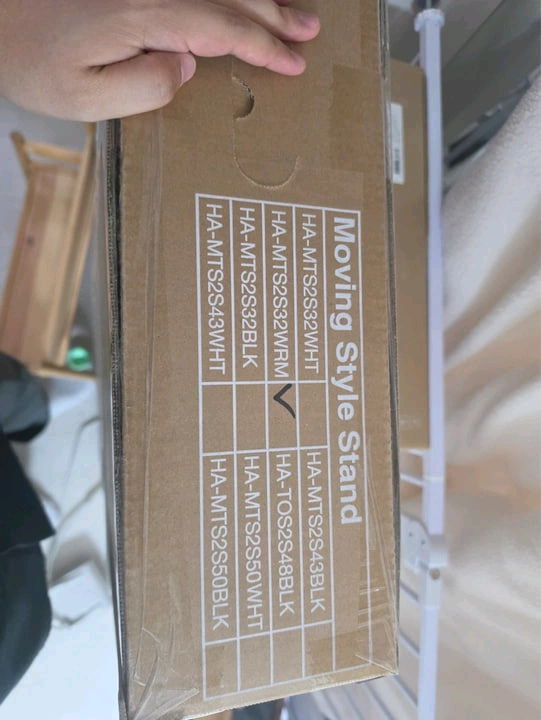 Moving Style Stand
HA-MTS2S32WHT HA-MTS2S43BLK
HA-MTS2S32WRM ✓ HA-TOS2S48BLK
HA-MTS2S32BLK HA-MTS2S50WHT
HA-MTS2S43WHT HA-MTS2S50BLK